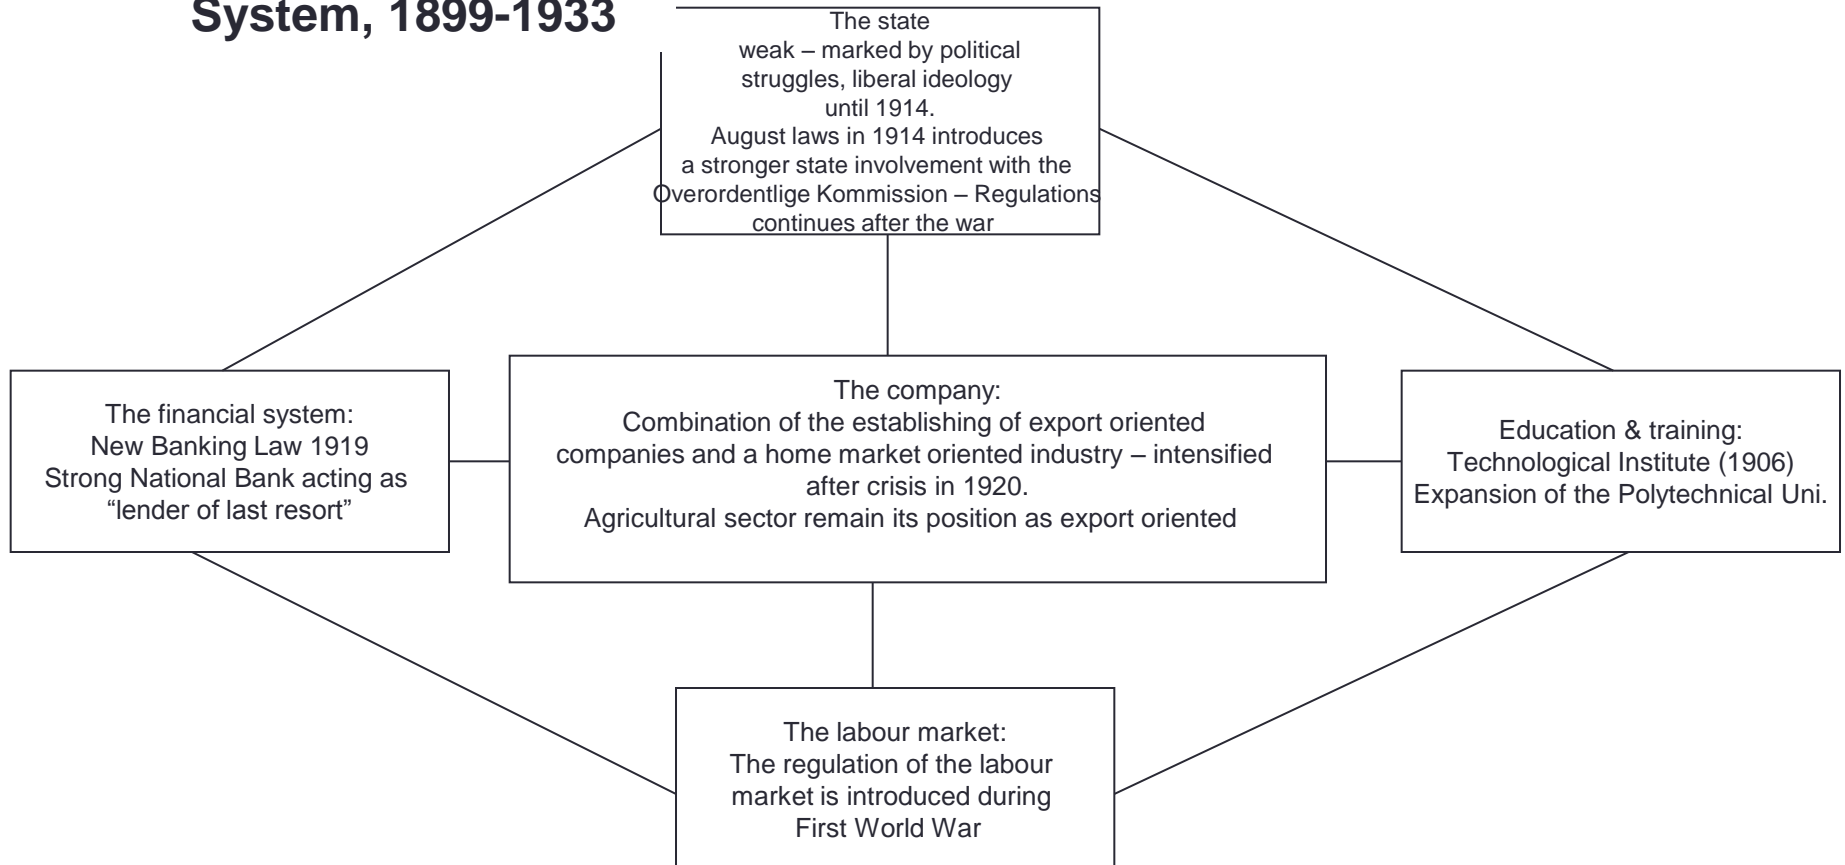 System, 1899-1933
The state
weak – marked by political
struggles, liberal ideology
until 1914.
August laws in 1914 introduces
a stronger state involvement with the
Overordentlige Kommission – Regulations
continues after the war
The financial system:
New Banking Law 1919
Strong National Bank acting as
“lender of last resort”
The company:
Combination of the establishing of export oriented
companies and a home market oriented industry – intensified
after crisis in 1920.
Agricultural sector remain its position as export oriented
Education & training:
Technological Institute (1906)
Expansion of the Polytechnical Uni.
The labour market:
The regulation of the labour
market is introduced during
First World War